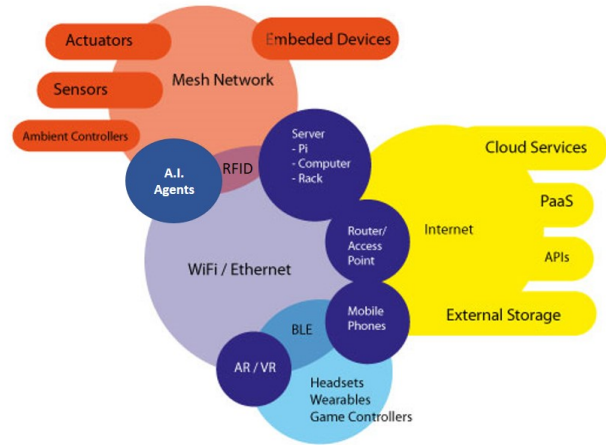 Actuators
Embeded Devices
Mesh Network
Sensors
Ambient Controllers
A.I.
Agents
RFID
Server
- Pi
- Computer
- Rack
Cloud Services
PaaS
APIs
External Storage
Internet
Router/
Access
Point
WiFi / Ethernet
Mobile
Phones
BLE
AR / VR
Headsets
Wearables
Game Controllers